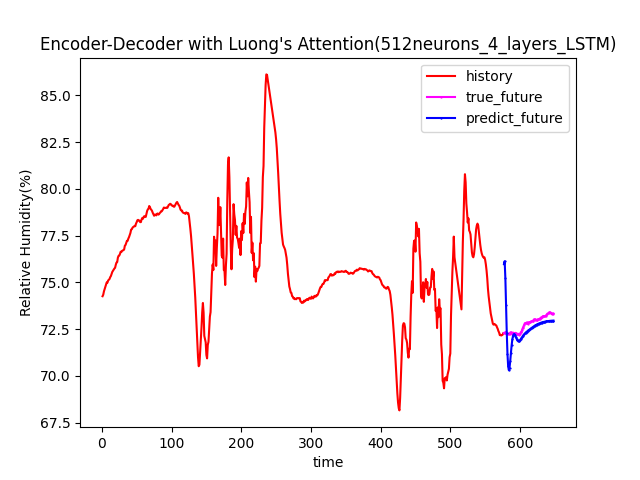 Encoder-Decoder with Luong's Attention(512neurons_4_layers_LSTM)
history
true_future
predict_future
Relative Humidity(%)
85.0
82.5
80.0
77.5
75.0
72.5
70.0
67.5
0 100 200 300 400 500 600
time